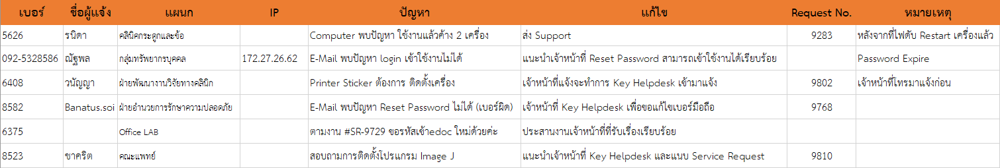 เบอร์ ชื่อผู้แจ้ง แผนก IP ปัญหา แก้ไข Request No. หมายเหตุ
5626 รนิดา คลินิคกระดูกและข้อ Computer พบปัญหา ใช้งานแล้วค้าง 2 เครื่อง ส่ง Support 9283 หลังจากที่ไฟดับ Restart เครื่องแล้ว
092-5328586 ณัฐพล กลุ่มทรัพยากรบุคคล 172.27.26.62 E-Mail พบปัญหา login เข้าใช้งานไม่ได้ แนะนำเจ้าหน้าที่ Reset Password สามารถเข้าใช้งานได้เรียบร้อย Password Expire
6408 วนัญญา ฝ่ายพัฒนางานวิจัยทางคลินิก Printer Sticker ต้องการ ติดตั้งเครื่อง เจ้าหน้าที่แจ้งจะทำการ Key Helpdesk เข้ามาแจ้ง 9802 เจ้าหน้าที่โทรมาแจ้งก่อน
8582 Banatus.soi ฝ่ายอำนวยการรักษาความปลอดภัย E-Mail พบปัญหา Reset Password ไม่ได้ (เบอร์ผิด) เจ้าหน้าที่ Key Helpdesk เพื่อขอแก้ไขเบอร์มือถือ 9768
6375 Office LAB ตามงาน #SR-9729 ขอรหัสเข้าedoc ใหม่ด้วยค่ะ ประสานงานเจ้าหน้าที่ที่รับเรื่องเรียบร้อย
8523 ชาคริต คณะแพทย์ สอบถามการติดตั้งโปรแกรม Image J แนะนำเจ้าหน้าที่ Key Helpdesk และแนบ Service Request 9810